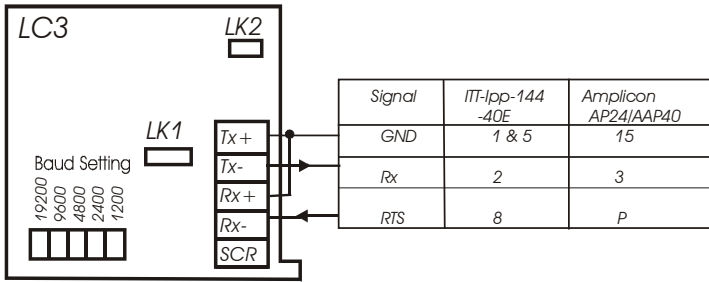 LC3
LK2
LK1
Baud Setting
19200
9600
4800
2400
1200
Tx+
Tx-
Rx+
Rx-
SCR
Signal ITT-Ipp-144 -40E Amplicon AP24/AAP40
GND 1 & 5 15
Rx 2 3
RTS 8 P